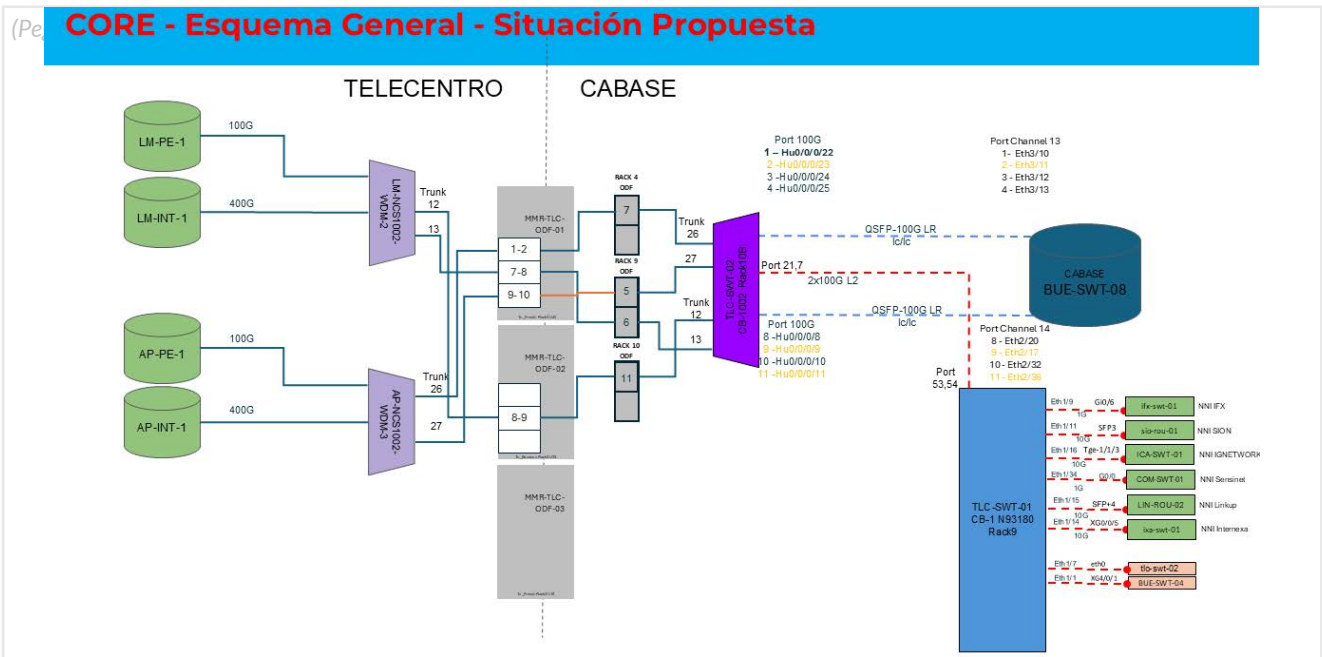 (Pe
CORE - Esquema General - Situación Propuesta
TELECENTRO
CABASE
LM-PE-1
100G
LM-INT-1
400G
LM-NCS1002-
WDM-2
Trunk
12
13
AP-PE-1
100G
AP-INT-1
400G
AP-NCS1002-
WDM-3
Trunk
26
27
MMR-TLC-
ODF-01
1-2
7-8
9-10
MMR-TLC-
ODF-02
8-9
MMR-TLC-
ODF-03
RACK 4
ODF
7
RACK 9
ODF
5
6
RACK 10
ODF
11
Trunk
26
27
Trunk
12
13
TLC-SWT-02
CB-1002 Rack10B
Port 100G
1 – Hu0/0/0/22
2 -Hu0/0/0/23
3 -Hu0/0/0/24
4 -Hu0/0/0/25
Port Channel 13
1- Eth3/10
2 - Eth3/11
3 - Eth3/12
4 - Eth3/13
QSFP-100G LR
lc/lc
Port 21,7
2x100G L2
QSFP-100G LR
lc/lc
CABASE
BUE-SWT-08
Port 100G
8 -Hu0/0/0/8
9 -Hu0/0/0/9
10 -Hu0/0/0/10
11 -Hu0/0/0/11
Port Channel 14
8 - Eth2/20
9 - Eth2/17
10 - Eth2/32
11 - Eth2/36
Port
53,54
TLC-SWT-01
CB-1 N93180
Rack9
Eth1/9 Gi0/6 ifx-swt-01 NNI IFX
1G
Eth1/11 SFP3 sio-rou-01 NNI SION
10G
Eth1/16 Tge-1/1/3 ICA-SWT-01 NNI IGNETWORK
10G
Eth1/34 G0/0 COM-SWT-01 NNI Sensinet
1G
Eth1/15 SFP+4 LIN-ROU-02 NNI Linkup
10G
Eth1/14 XG0/0/5 ixa-swt-01 NNI Internexa
10G
Eth1/7 eth0 tlo-swt-02
Eth1/1 XG4/0/1 BUE-SWT-04